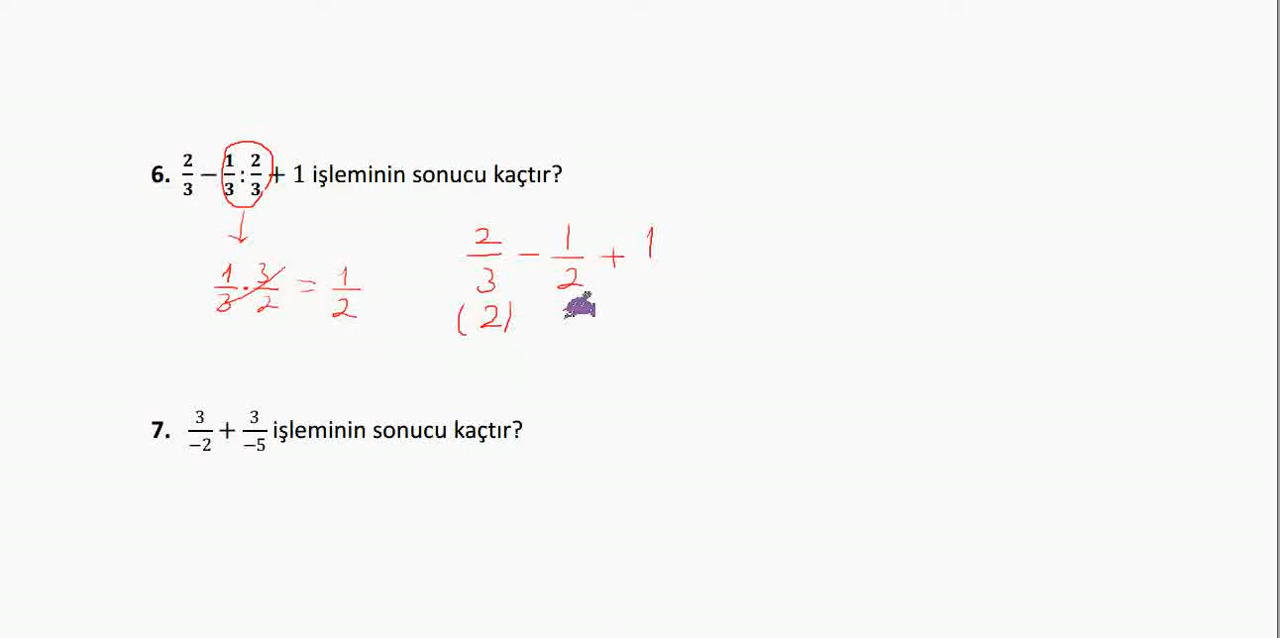 6. 2/3 − 1/3 : 2/3 + 1 işleminin sonucu kaçtır?
1/3 · 3/2 = 1/2
2/3 − 1/2 + 1
(2)
7. 3/−2 + 3/−5 işleminin sonucu kaçtır?